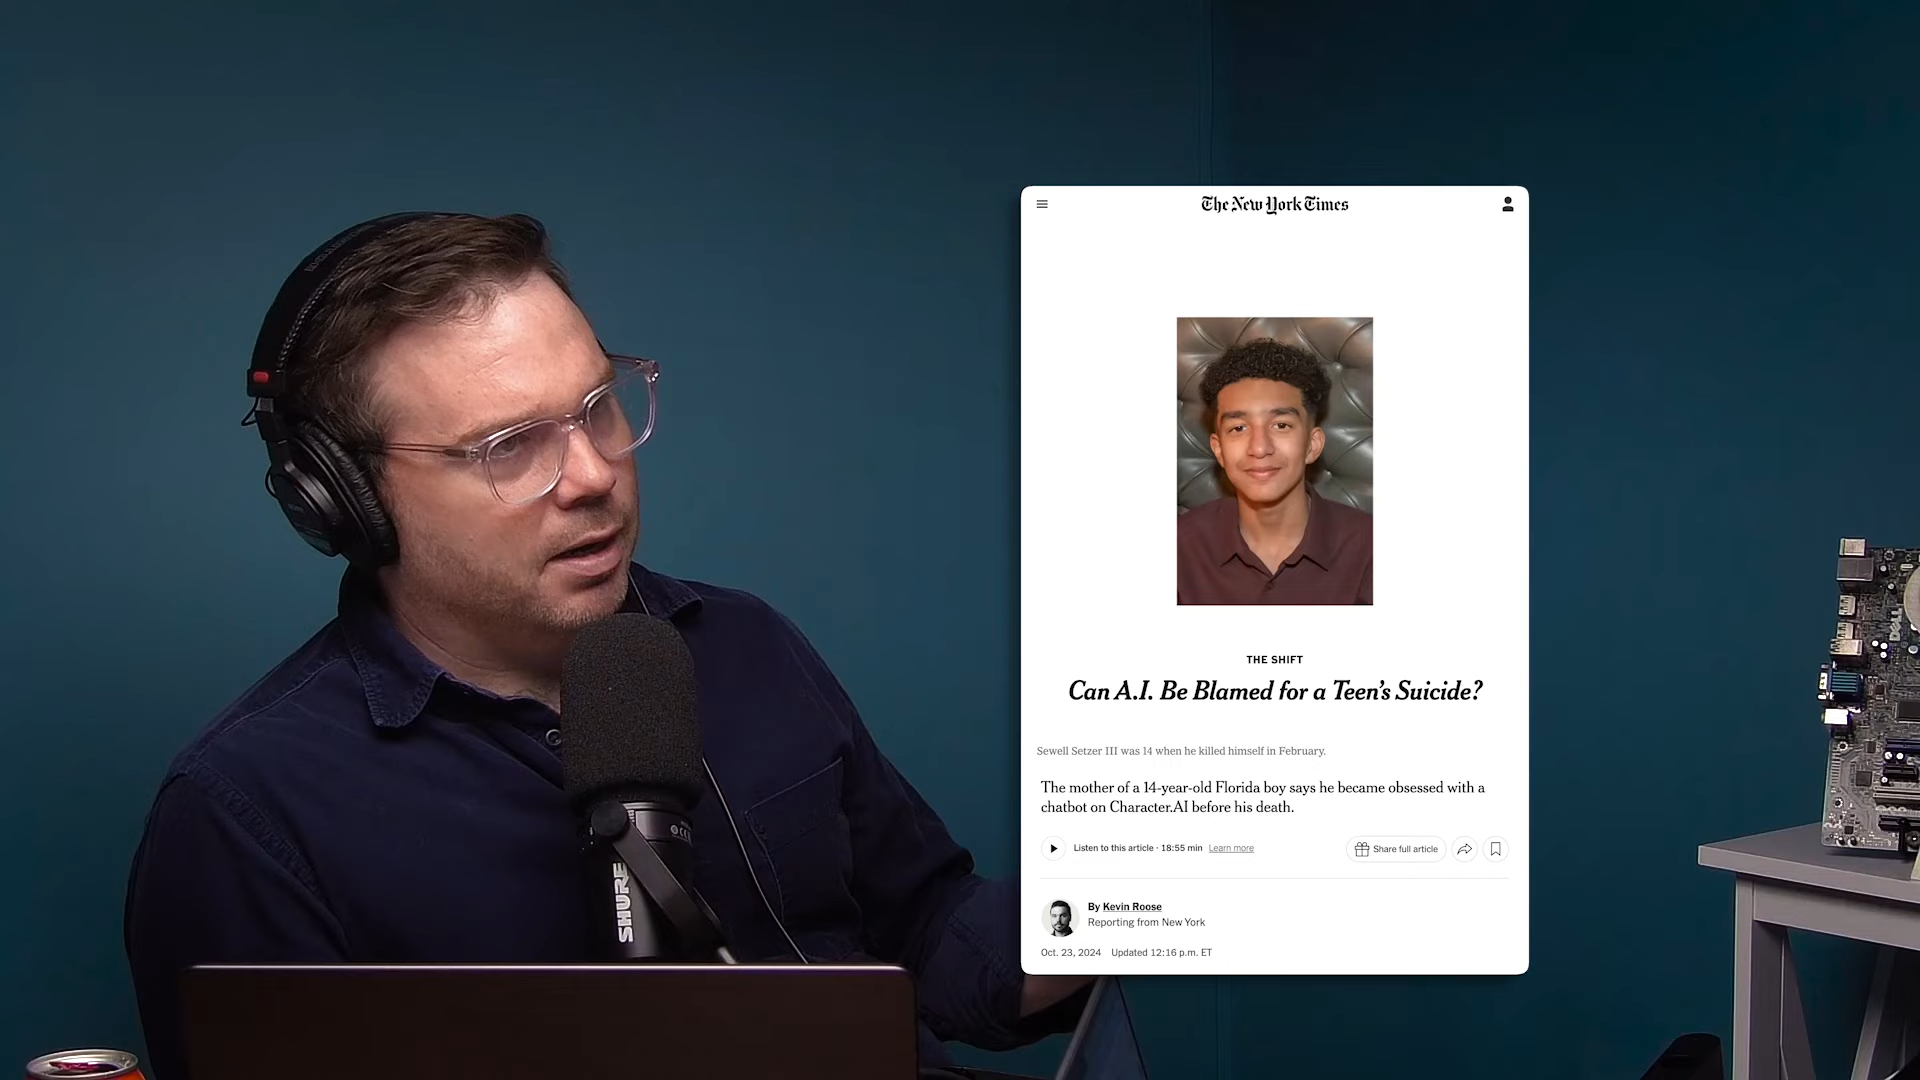 The New York Times
THE SHIFT
Can A.I. Be Blamed for a Teen's Suicide?
Sewell Setzer III was 14 when he killed himself in February.
The mother of a 14-year-old Florida boy says he became obsessed with a
chatbot on Character.AI before his death.
Listen to this article · 18:55 min Learn more
Share full article
By Kevin Roose
Reporting from New York
Oct. 23, 2024 Updated 12:16 p.m. ET
SHURE
DELL